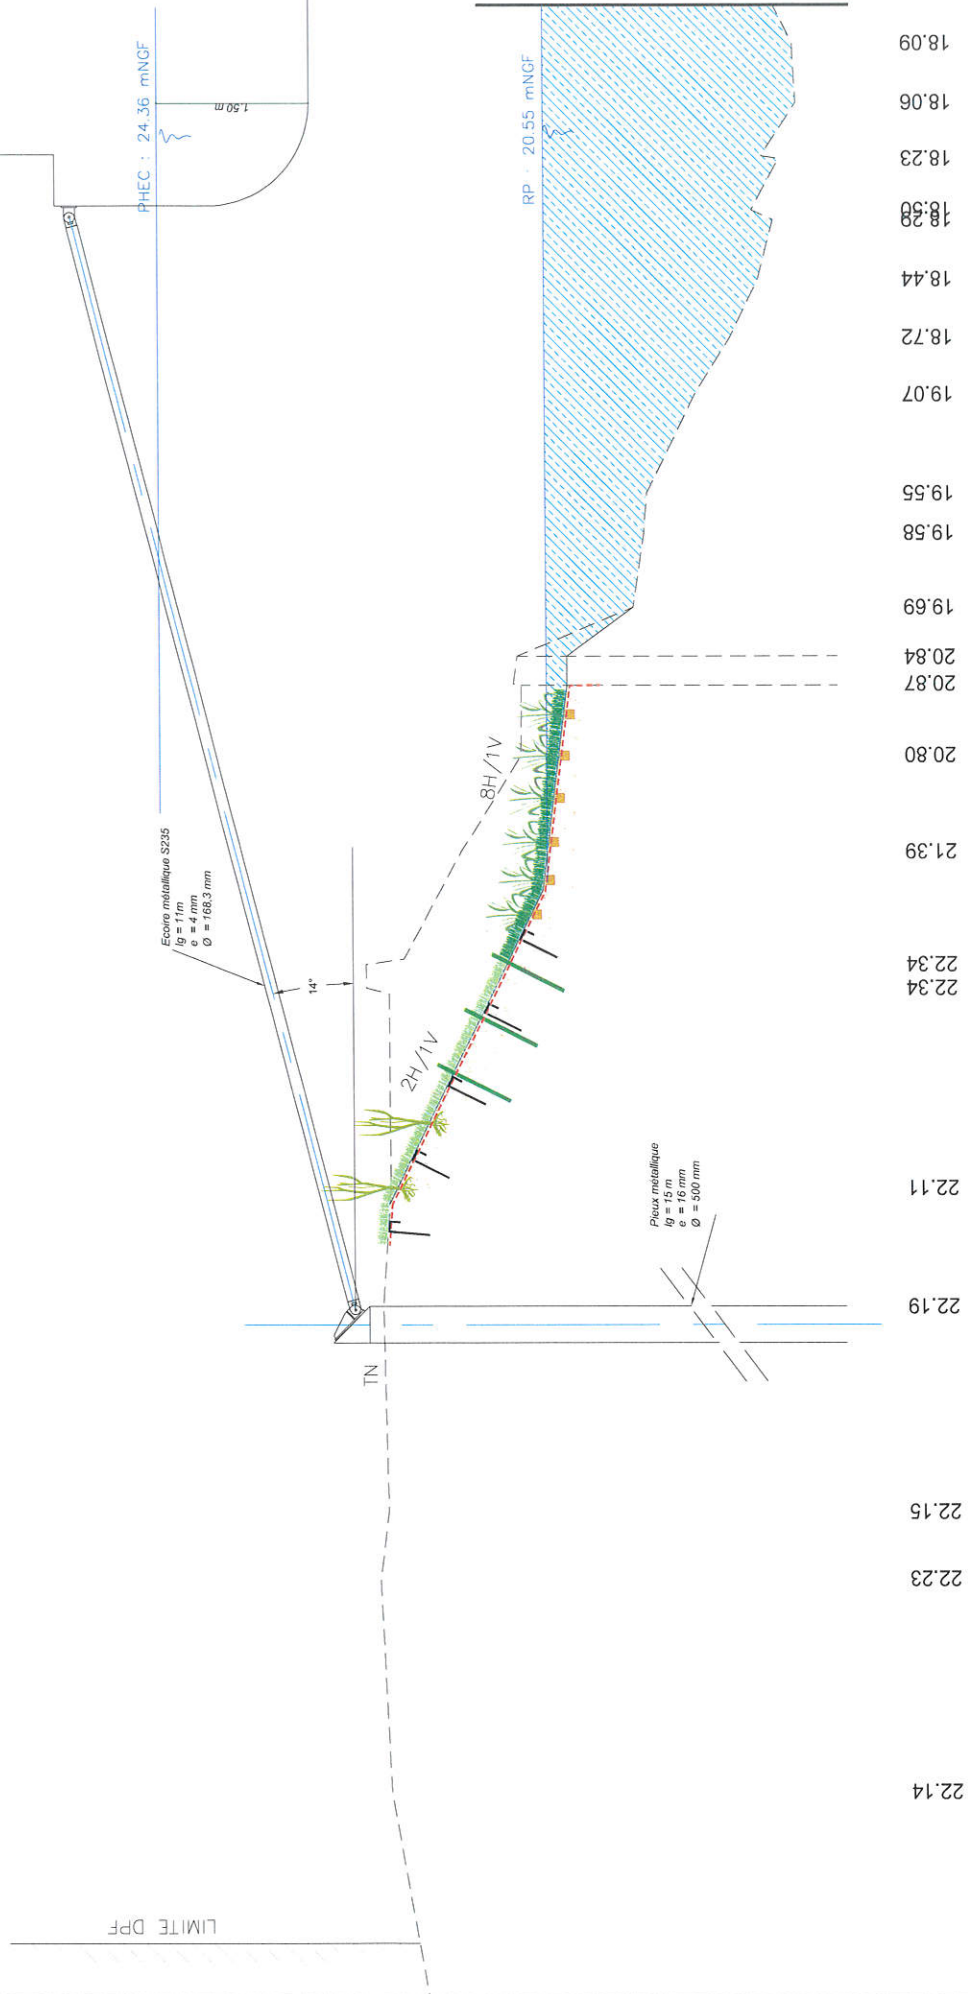 PHEC : 24.36 mNGF
1.50 m
RP : 20.55 mNGF
18.09
18.06
18.23
18.50
18.29
18.44
18.72
19.07
19.55
19.58
19.69
20.84
20.87
20.80
21.39
22.34
22.34
22.11
22.19
22.15
22.23
22.14
Ecoire métallique S235
lg = 11m
e = 4 mm
Ø = 168,3 mm
14°
8H/1V
2H/1V
Pieux métallique
lg = 15 m
e = 16 mm
Ø = 500 mm
TN
LIMITE DPF